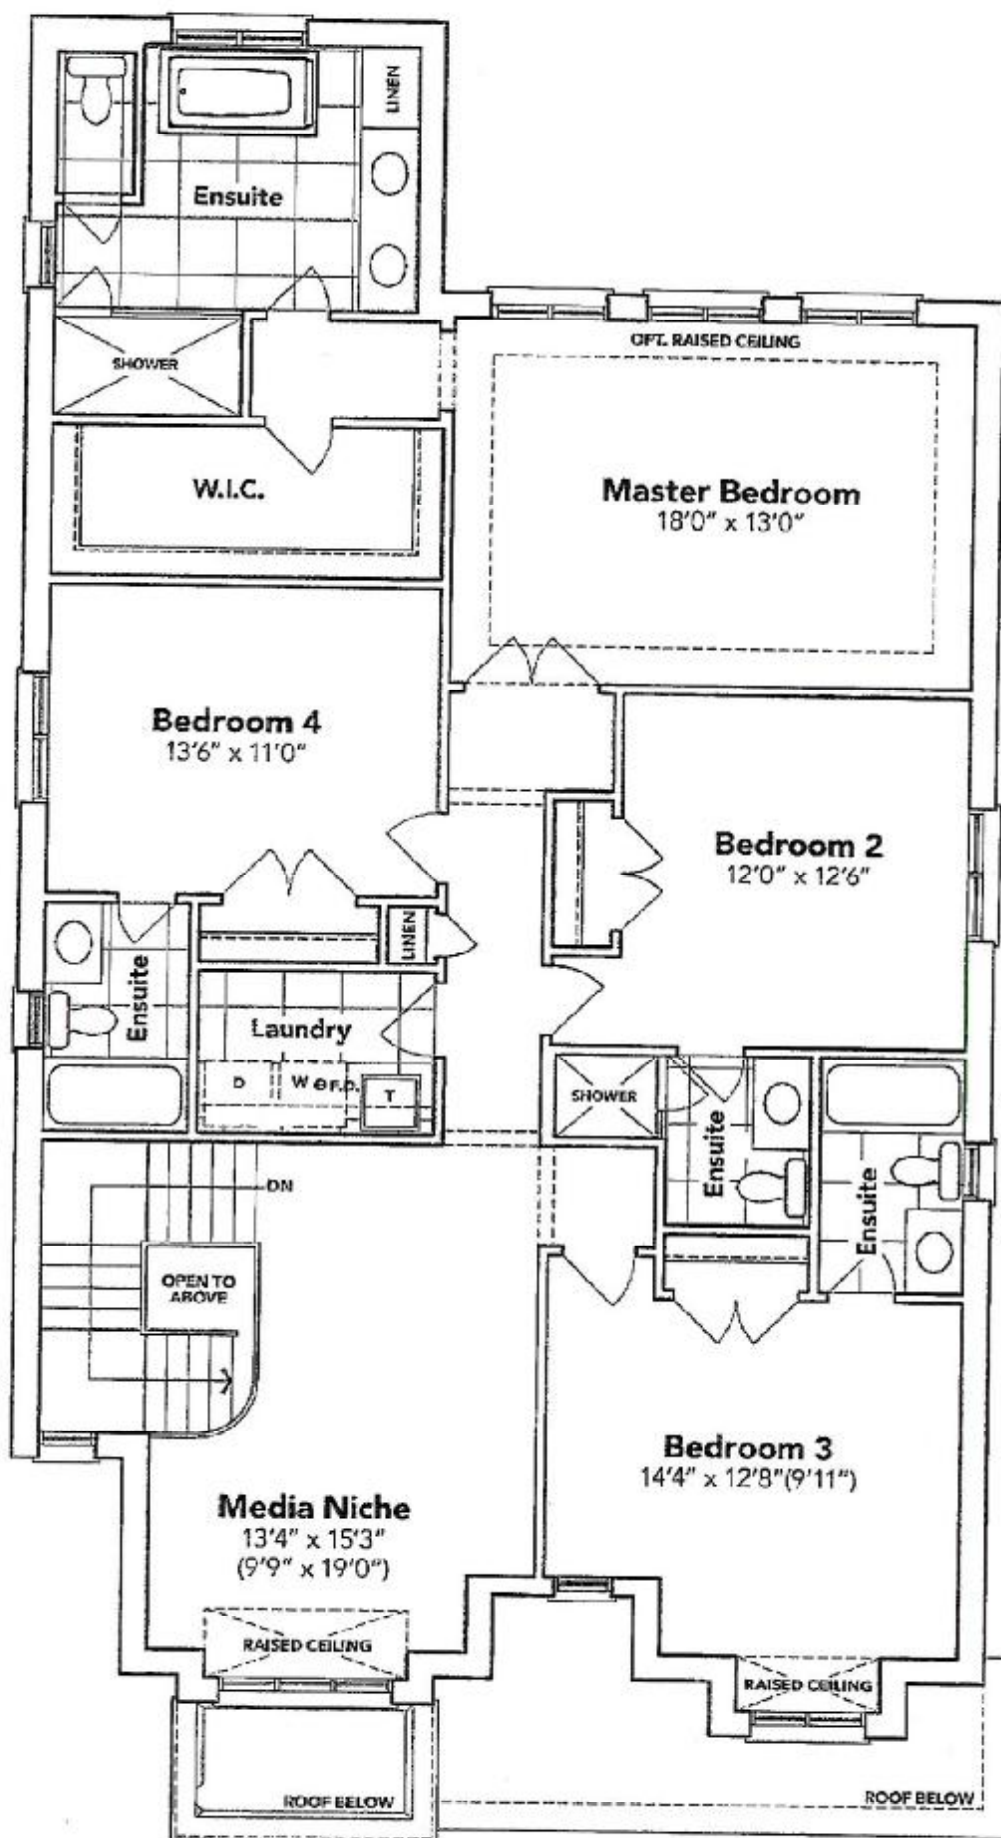 LINEN
Ensuite
OPT. RAISED CEILING
SHOWER
W.I.C.
Master Bedroom
18'0" x 13'0"
Bedroom 4
13'6" x 11'0"
Bedroom 2
12'0" x 12'6"
LINEN
Ensuite
Laundry
D
W
F.D.
T
SHOWER
Ensuite
Ensuite
DN
OPEN TO
ABOVE
Bedroom 3
14'4" x 12'8"(9'11")
Media Niche
13'4" x 15'3"
(9'9" x 19'0")
RAISED CEILING
RAISED CEILING
ROOF BELOW
ROOF BELOW